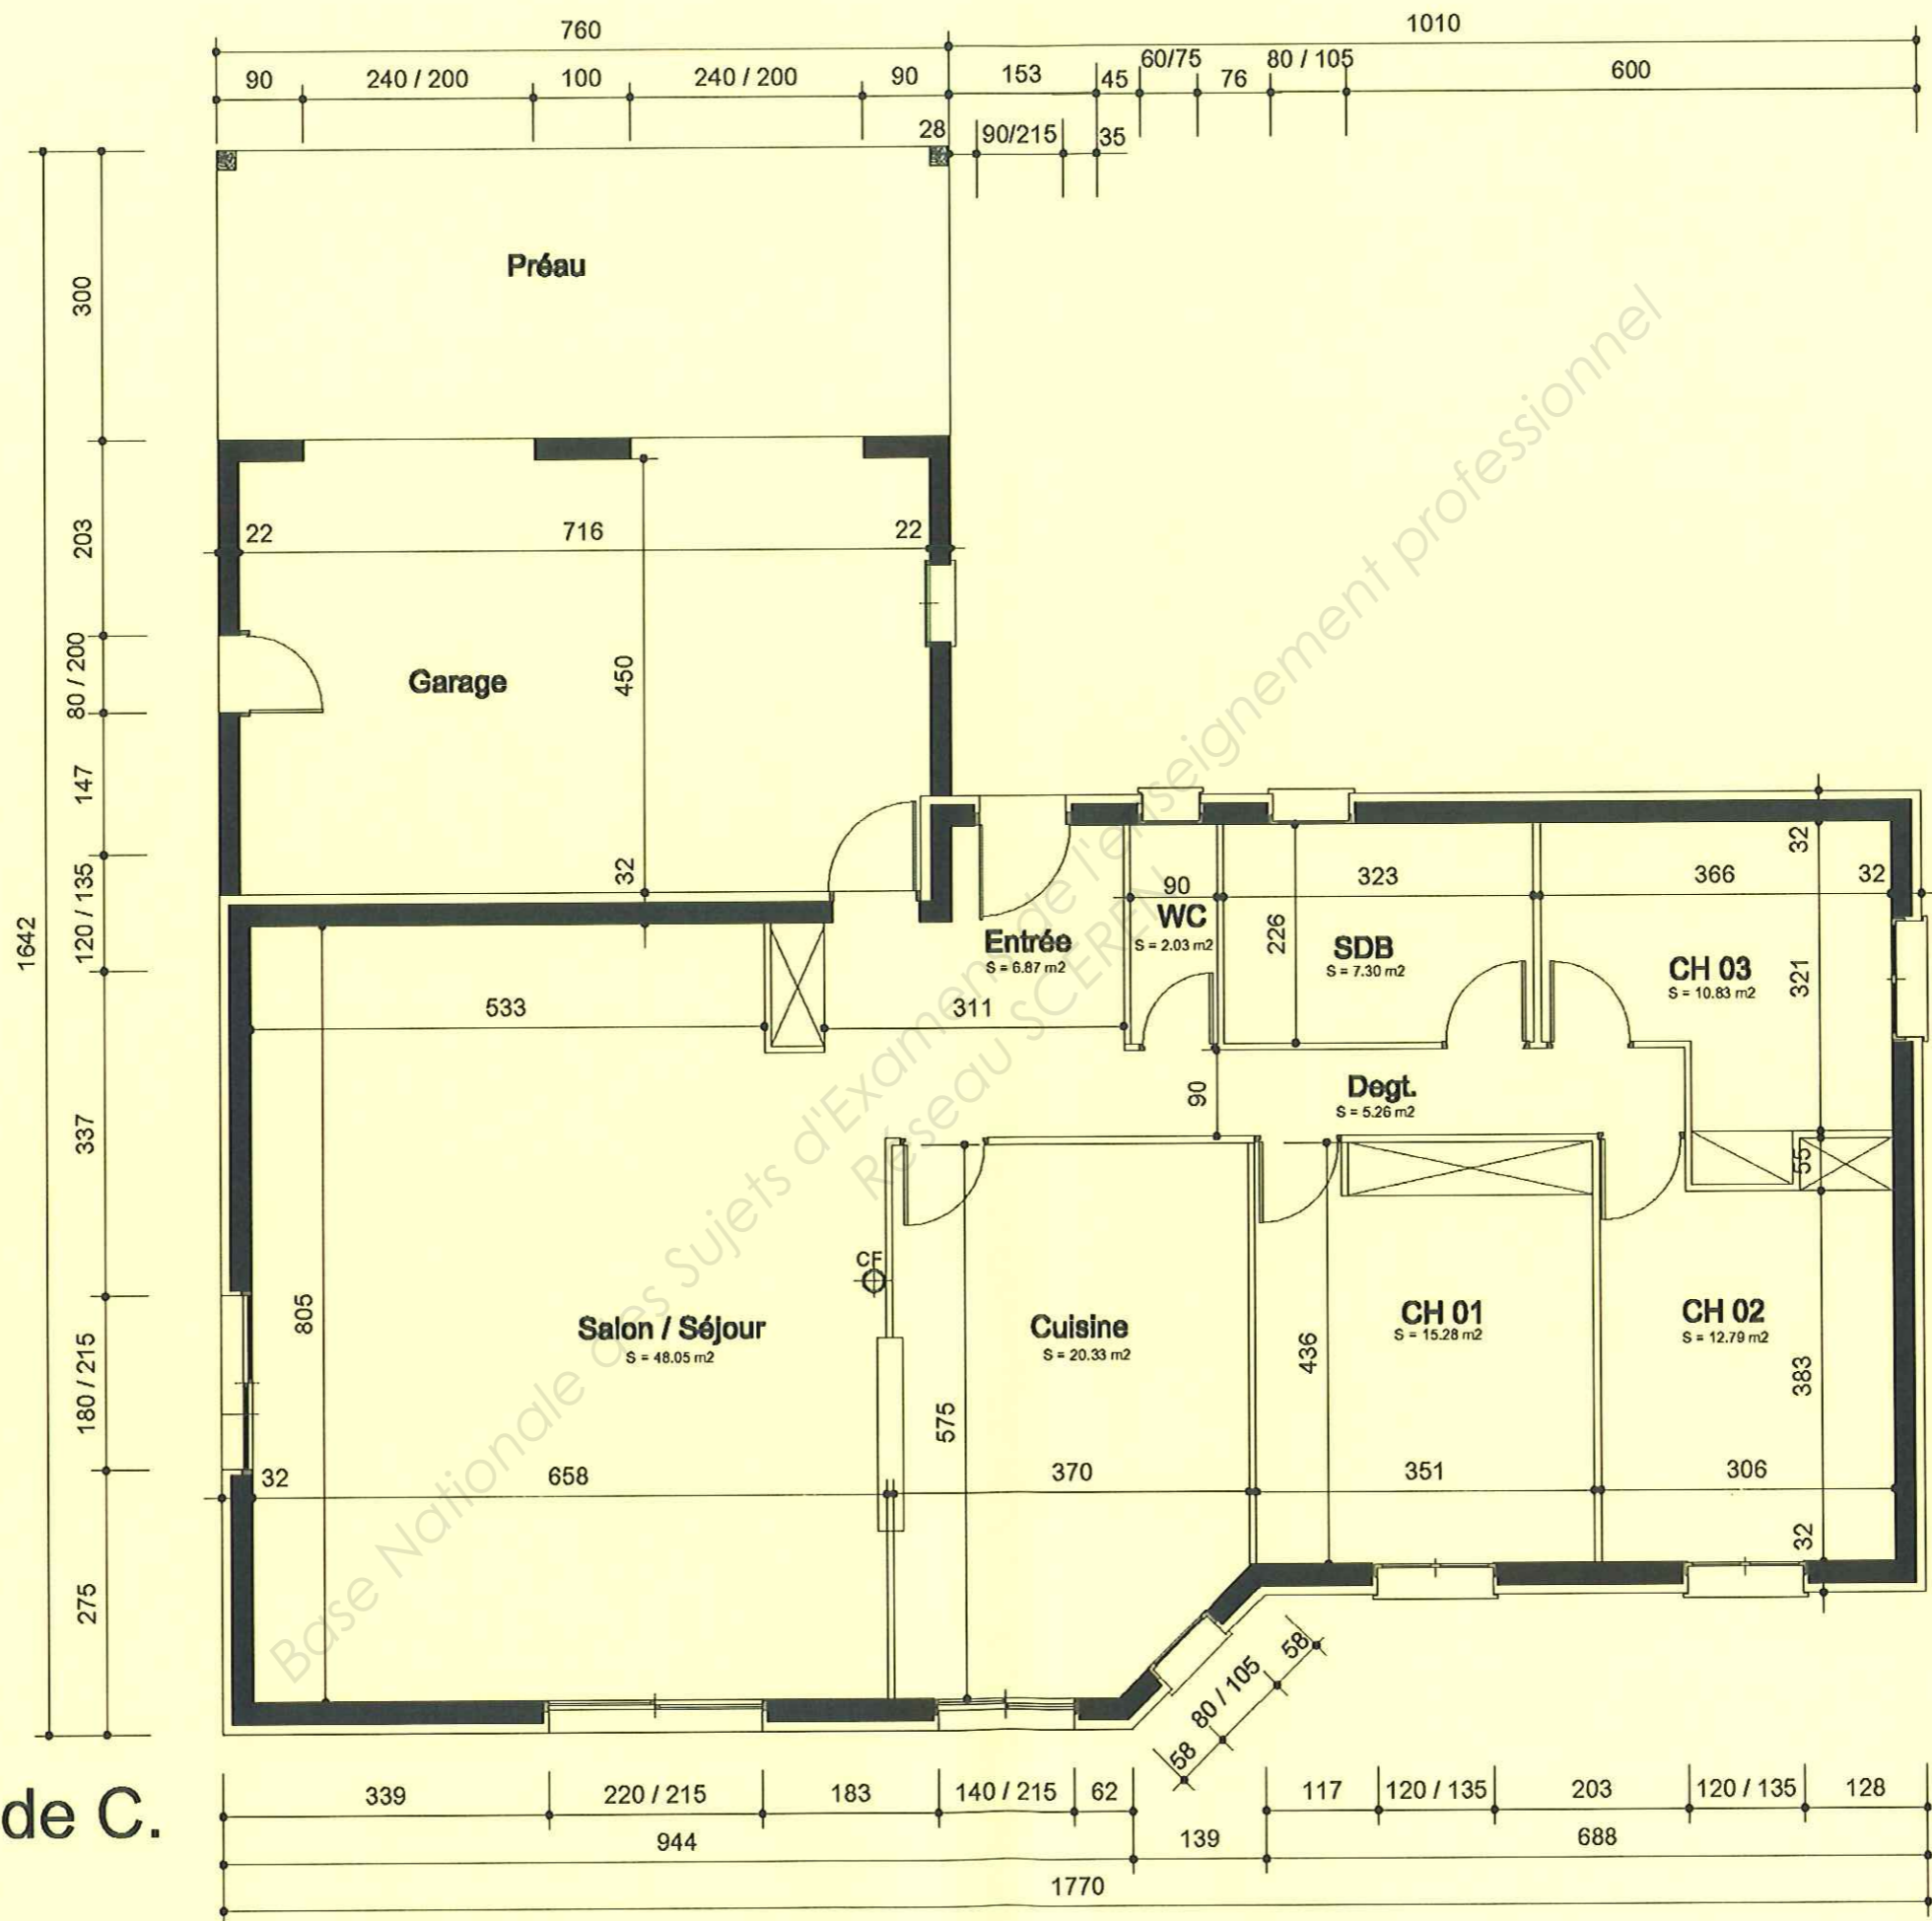 760
1010
90
240 / 200
100
240 / 200
90
153
45
60/75
76
80 / 105
600
28
90/215
35
Préau
300
203
80 / 200
147
120 / 135
337
180 / 215
275
1642
22
716
22
450
Garage
32
Entrée
S = 6.87 m2
90
WC
S = 2.03 m2
226
323
SDB
S = 7.30 m2
366
32
32
CH 03
S = 10.83 m2
321
533
311
90
Degt.
S = 5.26 m2
55
CF
805
Salon / Séjour
S = 48.05 m2
Cuisine
S = 20.33 m2
CH 01
S = 15.28 m2
CH 02
S = 12.79 m2
575
436
383
32
658
370
351
306
32
58
80 / 105
58
339
220 / 215
183
140 / 215
62
117
120 / 135
203
120 / 135
128
944
139
688
1770
de C.
Base Nationale des Sujets d'Examens de l'enseignement professionnel
Réseau SCEREN